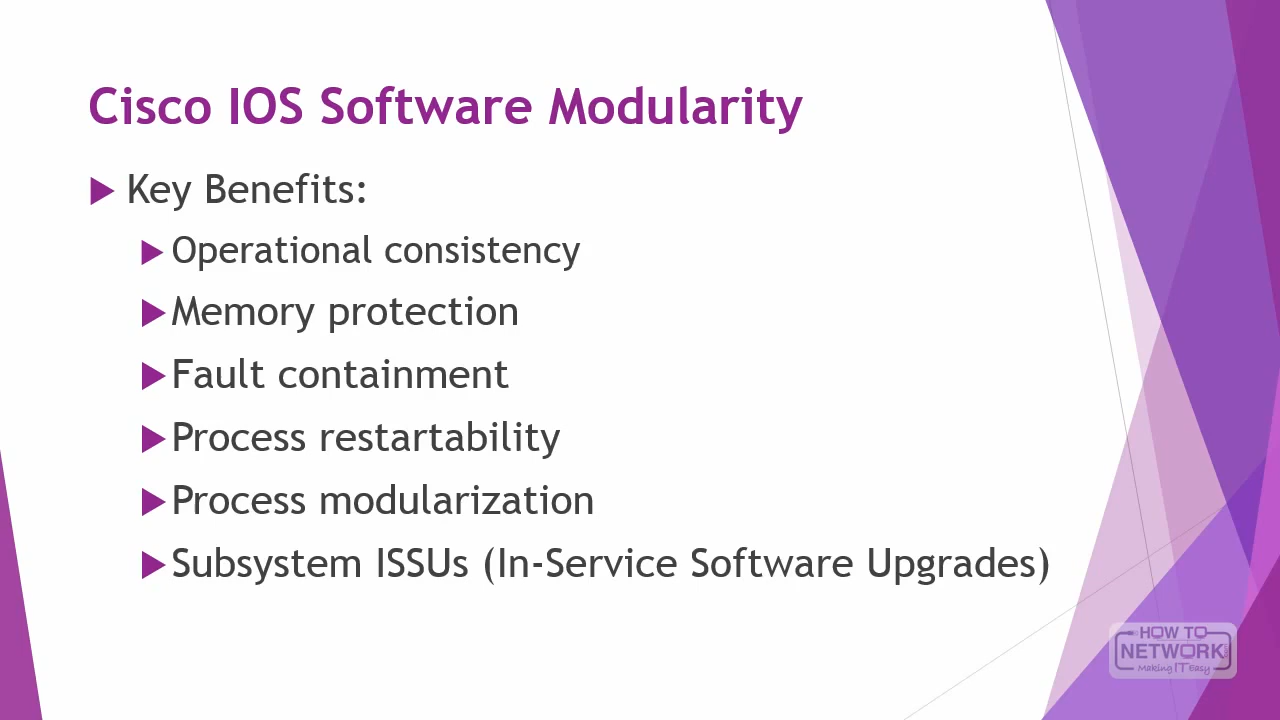 Cisco IOS Software Modularity
Key Benefits:
Operational consistency
Memory protection
Fault containment
Process restartability
Process modularization
Subsystem ISSUs (In-Service Software Upgrades)
HOW TO
NETWORK
Making IT Easy